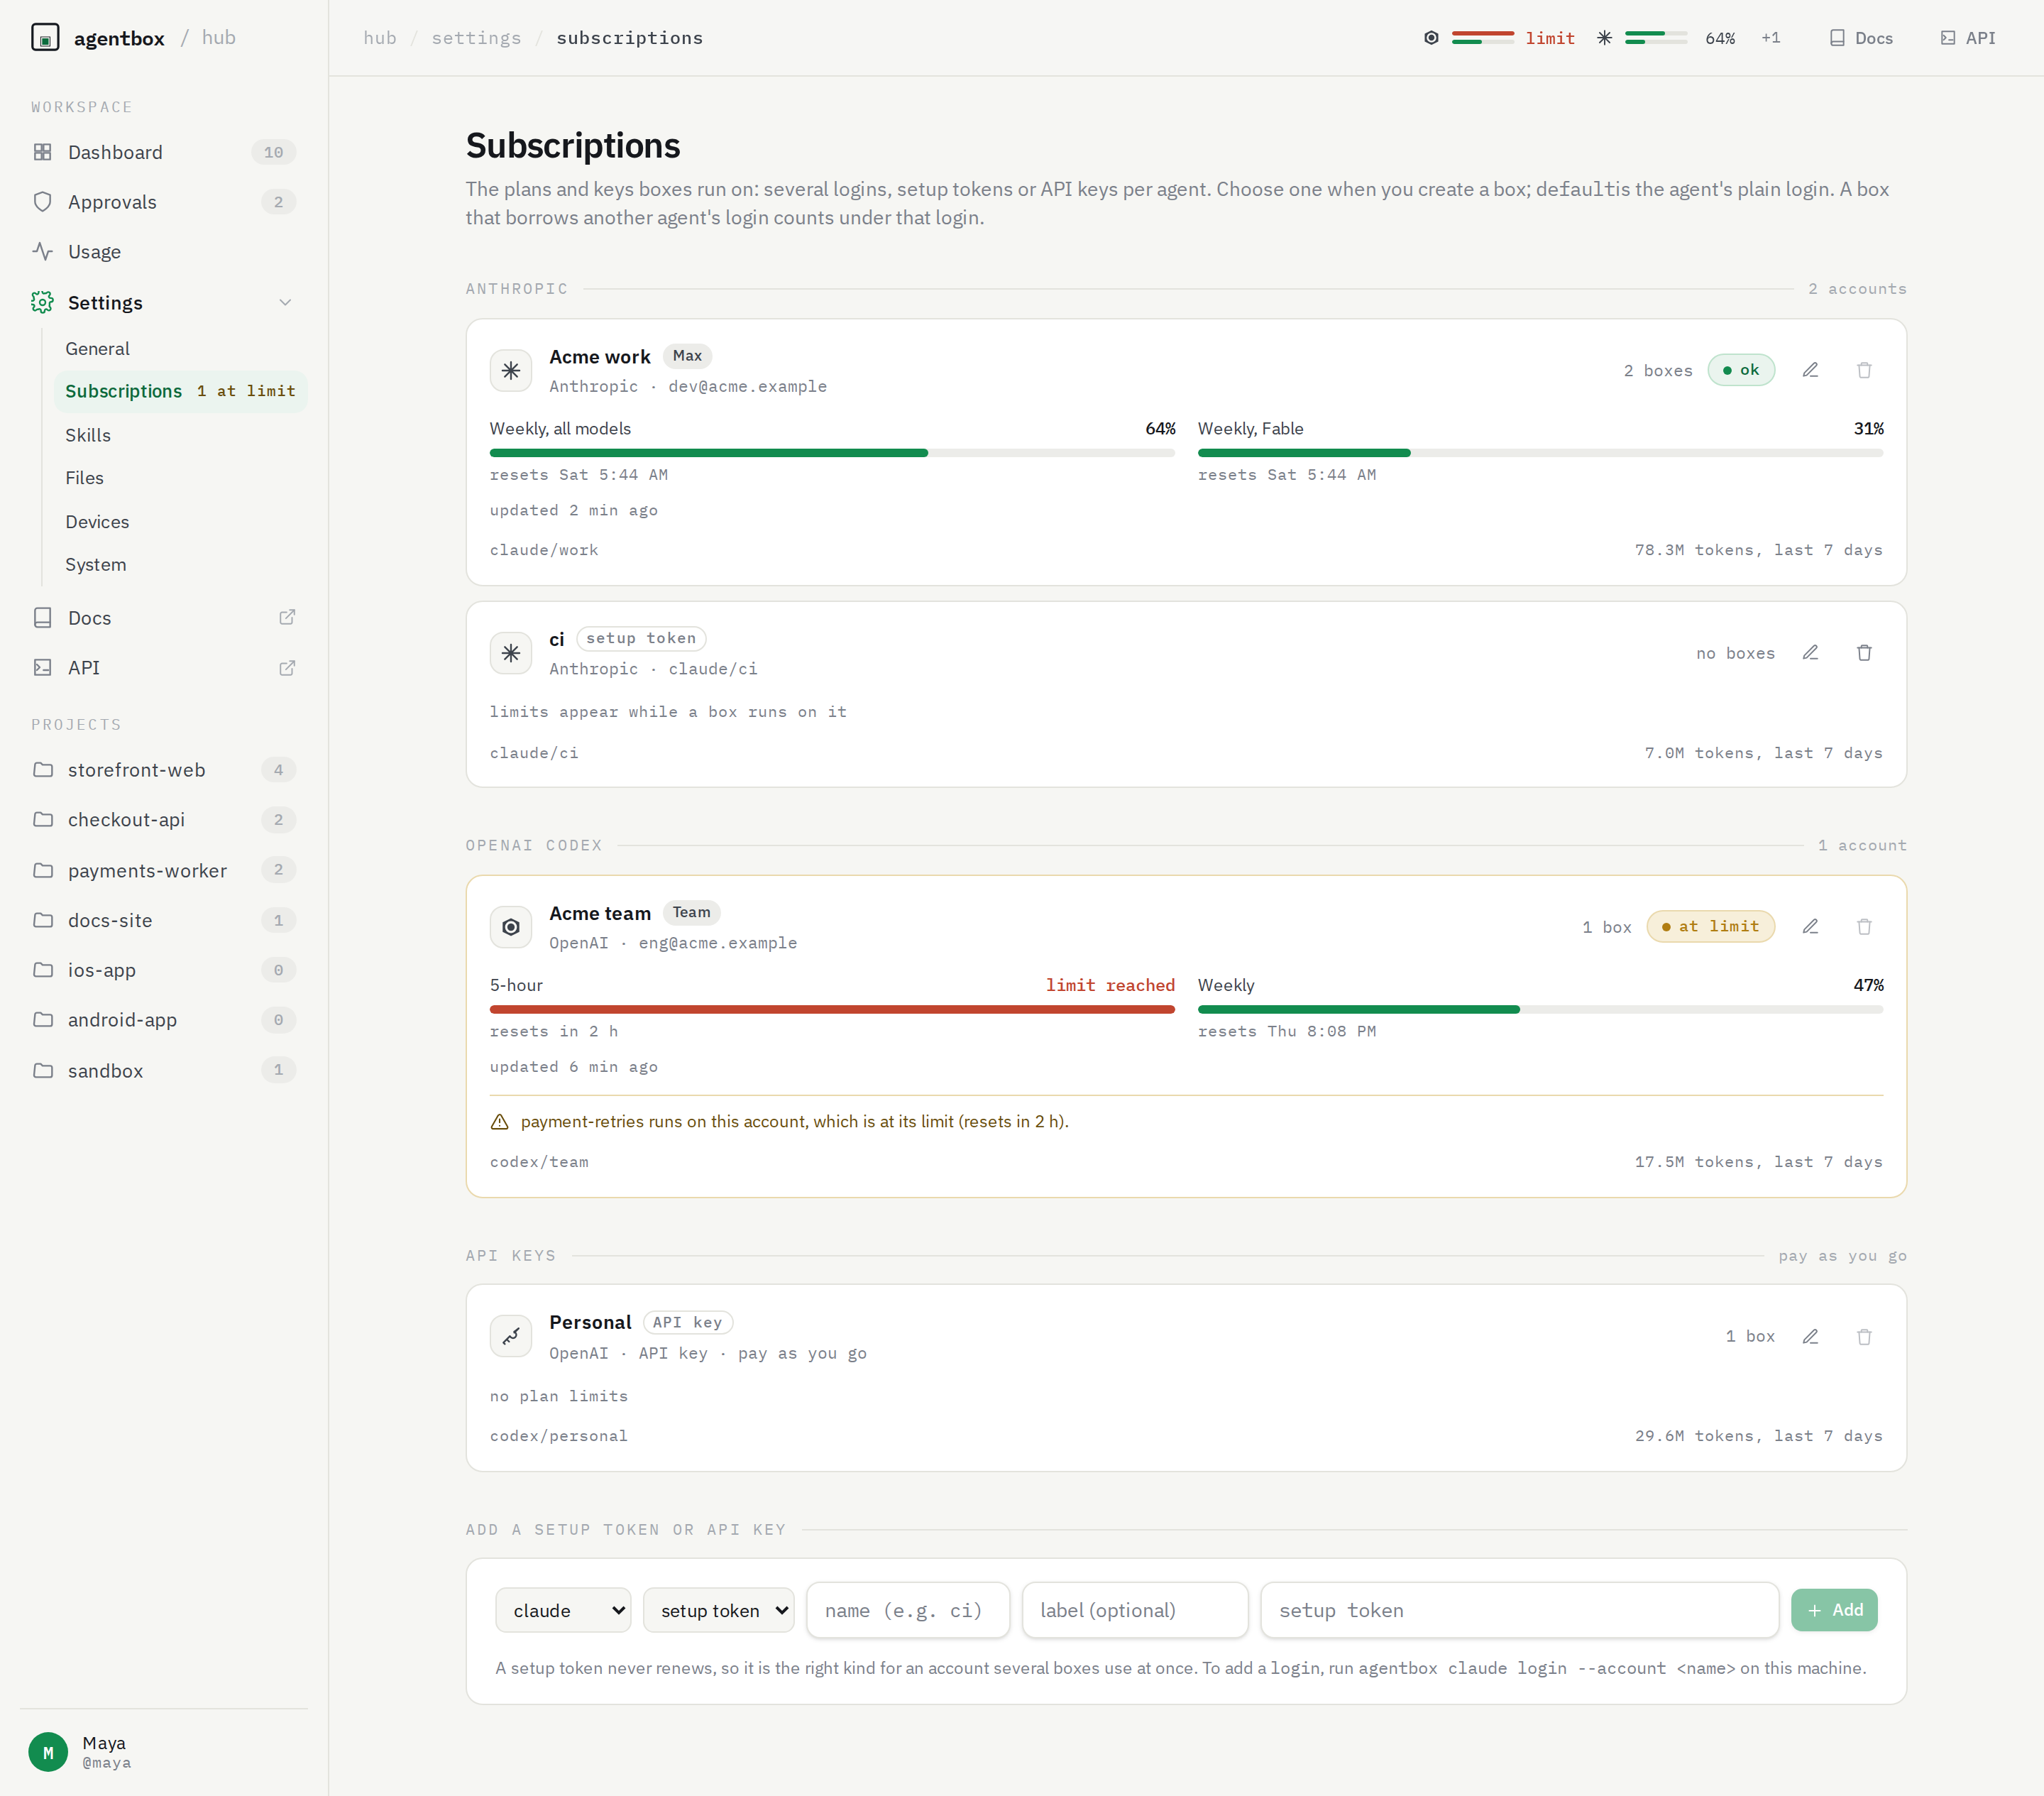 agentbox / hub
WORKSPACE
Dashboard 10
Approvals 2
Usage
Settings
General
Subscriptions 1 at limit
Skills
Files
Devices
System
Docs
API
PROJECTS
storefront-web 4
checkout-api 2
payments-worker 2
docs-site 1
ios-app 0
android-app 0
sandbox 1
M
Maya
@maya
hub / settings / subscriptions
limit 64% +1 Docs API
Subscriptions
The plans and keys boxes run on: several logins, setup tokens or API keys per agent. Choose one when you create a box; defaultis the agent's plain login. A box
that borrows another agent's login counts under that login.
ANTHROPIC 2 accounts
Acme work Max
Anthropic · dev@acme.example
2 boxes ok
Weekly, all models 64% Weekly, Fable 31%
resets Sat 5:44 AM resets Sat 5:44 AM
updated 2 min ago
claude/work 78.3M tokens, last 7 days
ci setup token
Anthropic · claude/ci
no boxes
limits appear while a box runs on it
claude/ci 7.0M tokens, last 7 days
OPENAI CODEX 1 account
Acme team Team
OpenAI · eng@acme.example
1 box at limit
5-hour limit reached Weekly 47%
resets in 2 h resets Thu 8:08 PM
updated 6 min ago
payment-retries runs on this account, which is at its limit (resets in 2 h).
codex/team 17.5M tokens, last 7 days
API KEYS pay as you go
Personal API key
OpenAI · API key · pay as you go
1 box
no plan limits
codex/personal 29.6M tokens, last 7 days
ADD A SETUP TOKEN OR API KEY
claude setup token name (e.g. ci) label (optional) setup token + Add
A setup token never renews, so it is the right kind for an account several boxes use at once. To add a login, run agentbox claude login --account <name> on this machine.